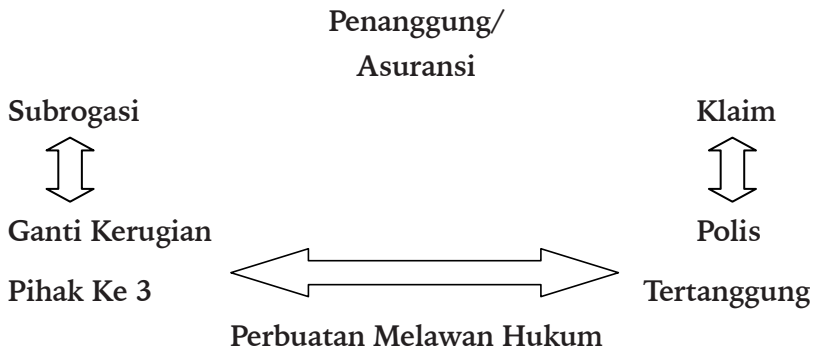 Penanggung/
Asuransi
Subrogasi
Klaim
Ganti Kerugian
Polis
Pihak Ke 3
Tertanggung
Perbuatan Melawan Hukum